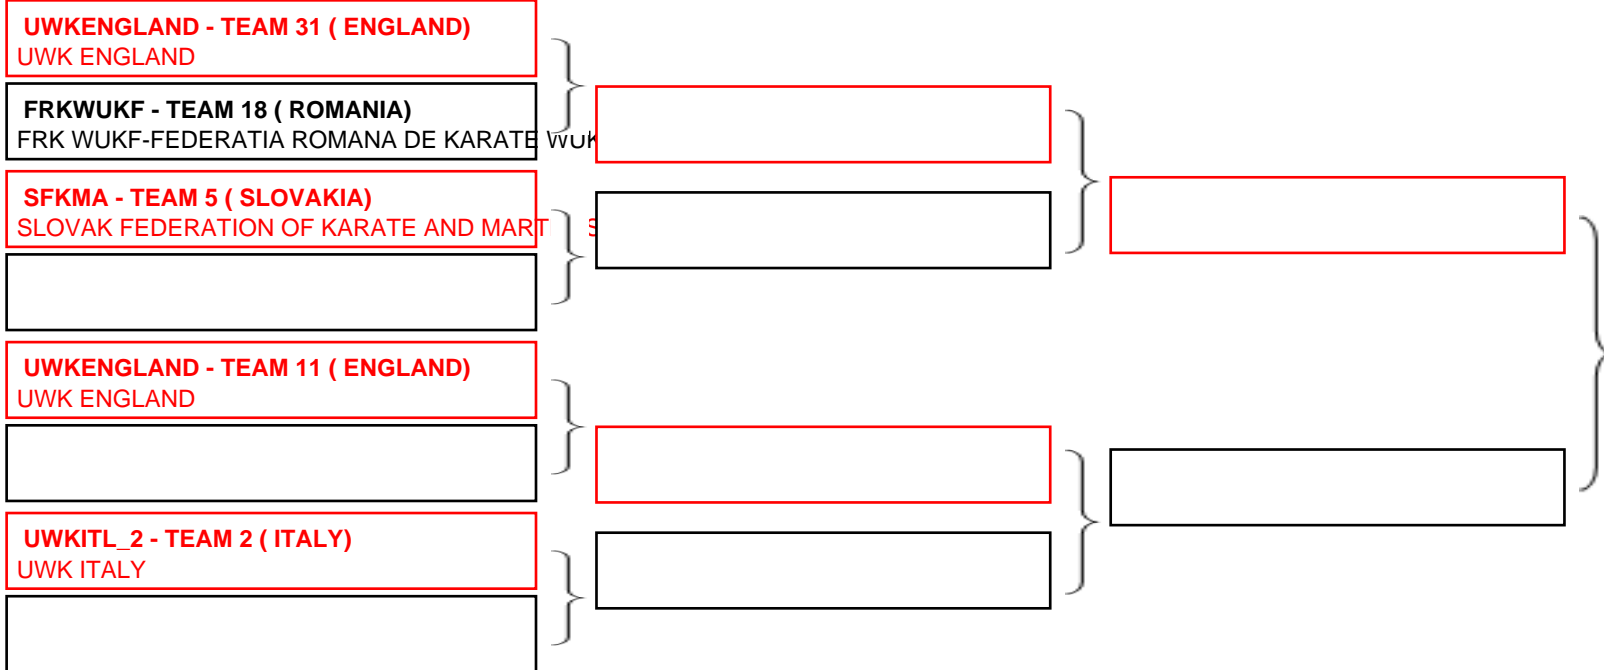 UWKENGLAND - TEAM 31 ( ENGLAND)
UWK ENGLAND
FRKWUKF - TEAM 18 ( ROMANIA)
FRK WUKF-FEDERATIA ROMANA DE KARATE WUK
SFKMA - TEAM 5 ( SLOVAKIA)
SLOVAK FEDERATION OF KARATE AND MART
UWKENGLAND - TEAM 11 ( ENGLAND)
UWK ENGLAND
UWKITL_2 - TEAM 2 ( ITALY)
UWK ITALY